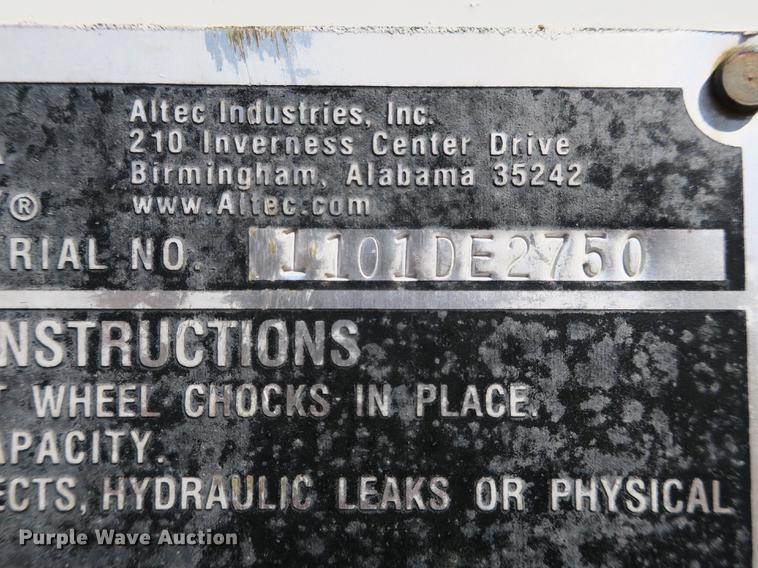 Altec Industries, Inc.
210 Inverness Center Drive
Birmingham, Alabama 35242
www.Altec.com
®
RIAL NO. 1101DE2750
NSTRUCTIONS
WHEEL CHOCKS IN PLACE.
APACITY.
ECTS, HYDRAULIC LEAKS OR PHYSICAL
Purple Wave Auction